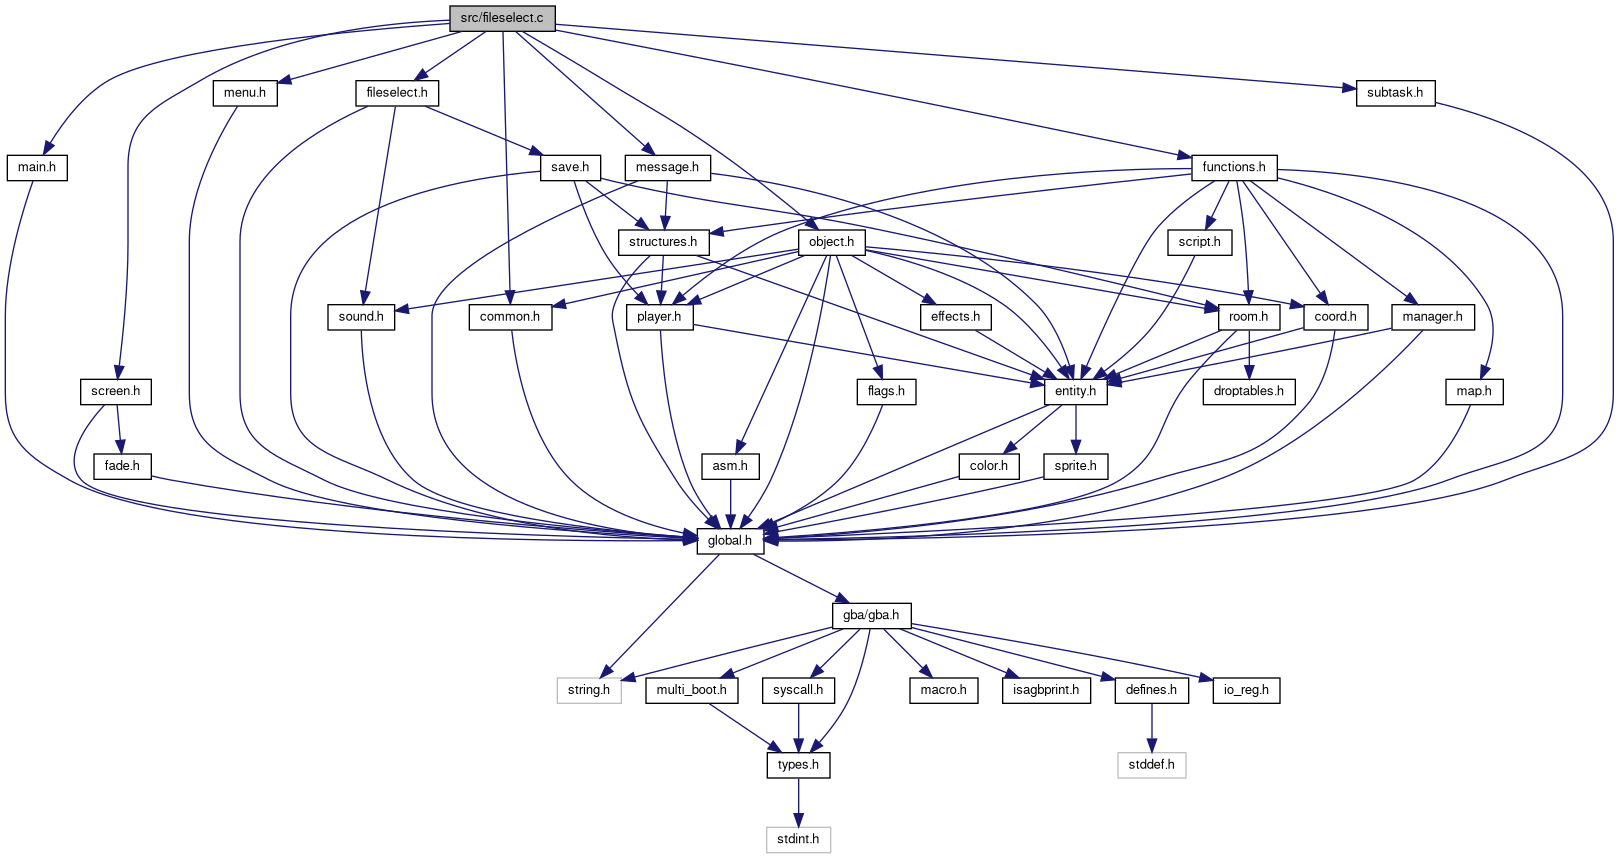 src/fileselect.c
menu.h
fileselect.h
subtask.h
main.h
save.h
message.h
functions.h
structures.h
object.h
script.h
sound.h
common.h
player.h
effects.h
room.h
coord.h
manager.h
screen.h
flags.h
entity.h
droptables.h
map.h
fade.h
asm.h
color.h
sprite.h
global.h
gba/gba.h
string.h
multi_boot.h
syscall.h
macro.h
isagbprint.h
defines.h
io_reg.h
types.h
stddef.h
stdint.h